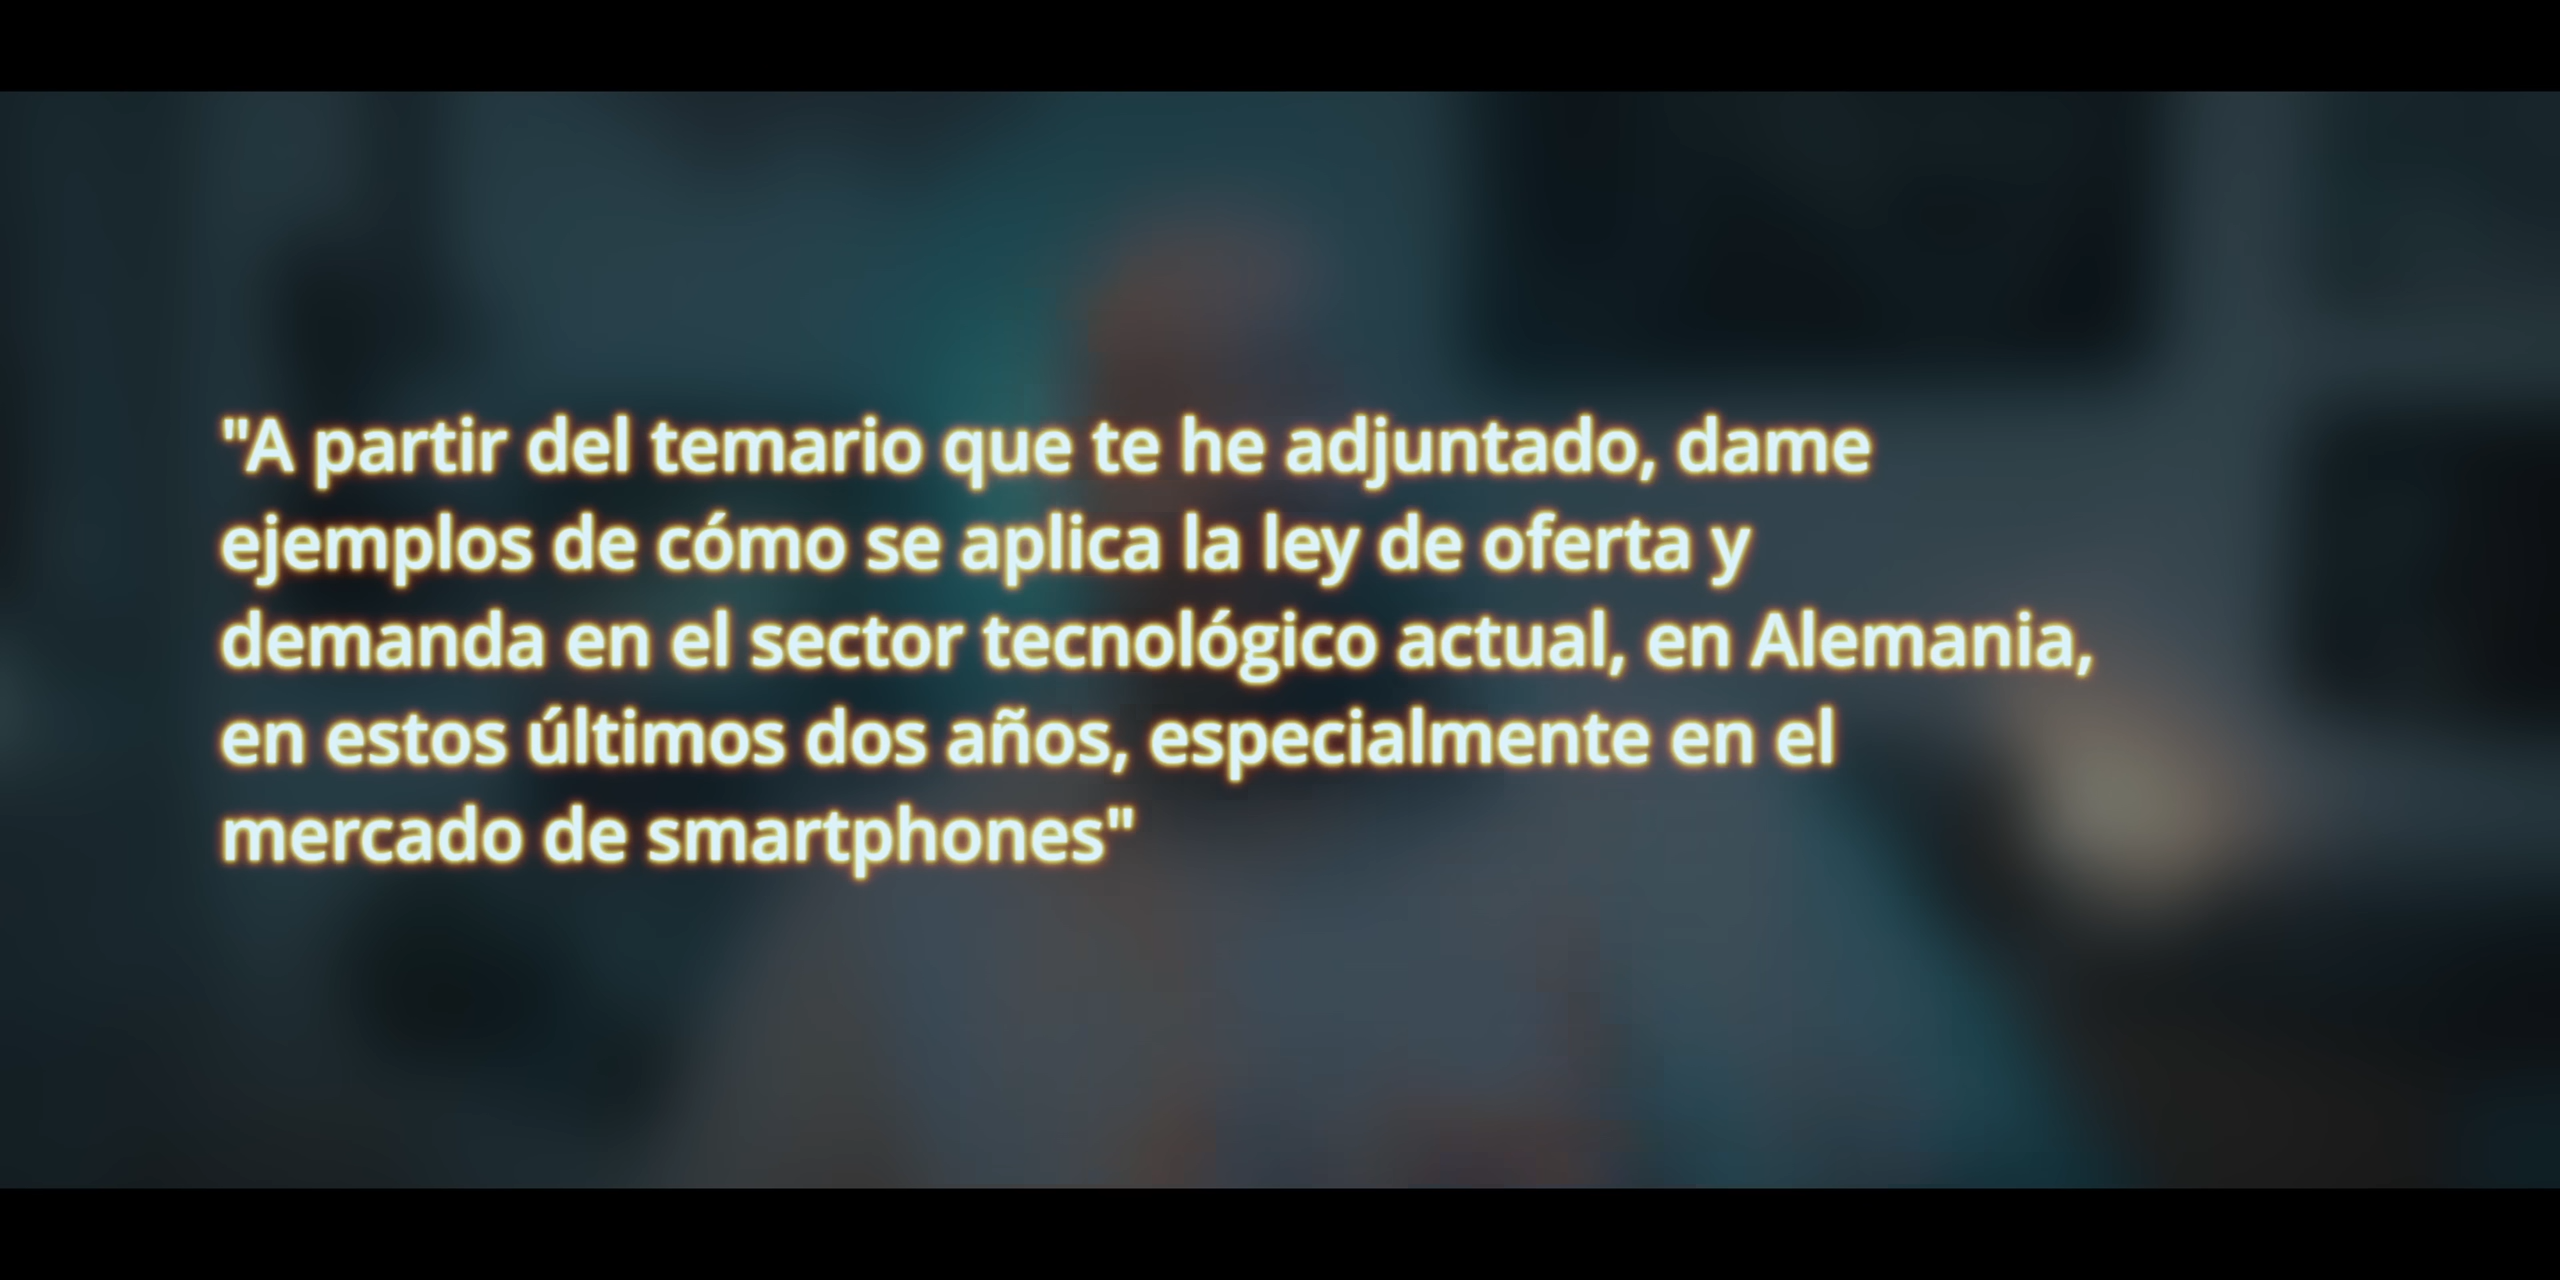 "A partir del temario que te he adjuntado, dame
ejemplos de cómo se aplica la ley de oferta y
demanda en el sector tecnológico actual, en Alemania,
en estos últimos dos años, especialmente en el
mercado de smartphones"